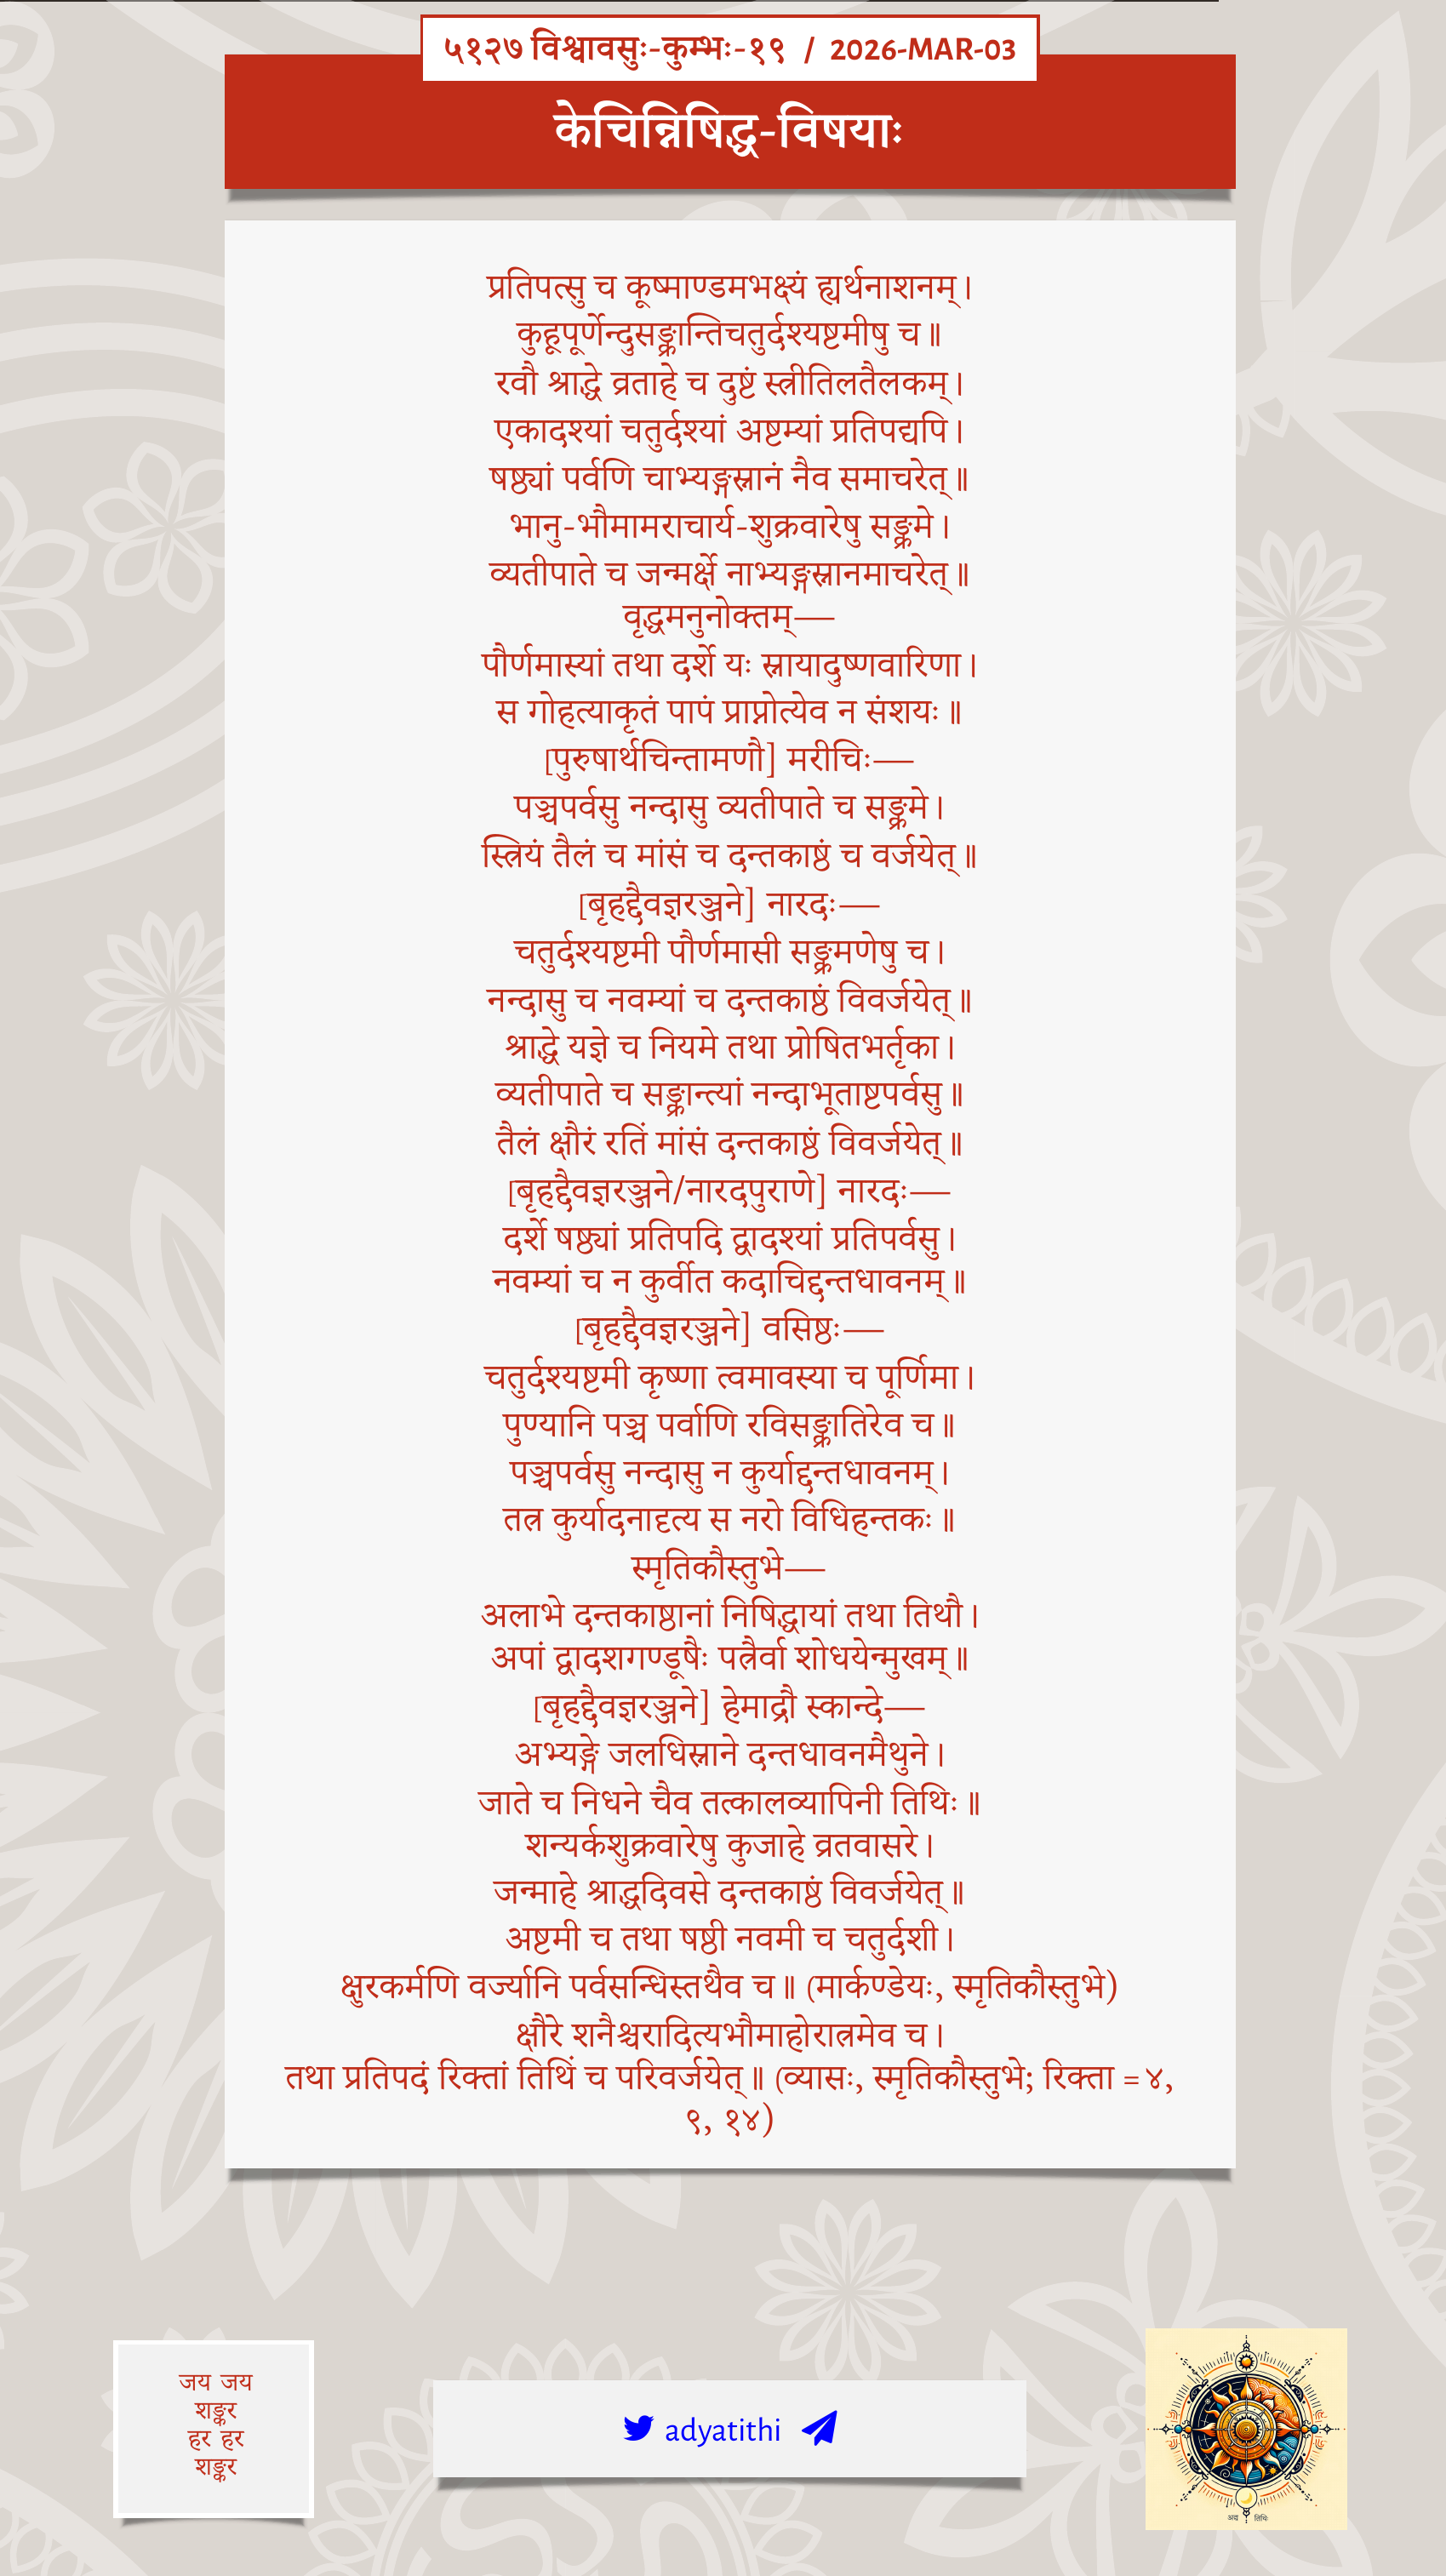 ५१२७ विश्वावसुः-कुम्भः-१९ / 2026-MAR-03
केचिन्निषिद्ध-विषयाः
प्रतिपत्सु च कूष्माण्डमभक्ष्यं ह्यर्थनाशनम्।
कुहूपूर्णेन्दुसङ्क्रान्तिचतुर्दश्यष्टमीषु च॥
रवौ श्राद्धे व्रताहे च दुष्टं स्त्रीतिलतैलकम्।
एकादश्यां चतुर्दश्यां अष्टम्यां प्रतिपद्यपि।
षष्ठ्यां पर्वणि चाभ्यङ्गस्नानं नैव समाचरेत्॥
भानु-भौमामराचार्य-शुक्रवारेषु सङ्क्रमे।
व्यतीपाते च जन्मर्क्षे नाभ्यङ्गस्नानमाचरेत्॥
वृद्धमनुनोक्तम्—
पौर्णमास्यां तथा दर्शे यः स्नायादुष्णवारिणा।
स गोहत्याकृतं पापं प्राप्नोत्येव न संशयः॥
[पुरुषार्थचिन्तामणौ] मरीचिः—
पञ्चपर्वसु नन्दासु व्यतीपाते च सङ्क्रमे।
स्त्रियं तैलं च मांसं च दन्तकाष्ठं च वर्जयेत्॥
[बृहद्दैवज्ञरञ्जने] नारदः—
चतुर्दश्यष्टमी पौर्णमासी सङ्क्रमणेषु च।
नन्दासु च नवम्यां च दन्तकाष्ठं विवर्जयेत्॥
श्राद्धे यज्ञे च नियमे तथा प्रोषितभर्तृका।
व्यतीपाते च सङ्क्रान्त्यां नन्दाभूताष्टपर्वसु॥
तैलं क्षौरं रतिं मांसं दन्तकाष्ठं विवर्जयेत्॥
[बृहद्दैवज्ञरञ्जने/नारदपुराणे] नारदः—
दर्शे षष्ठ्यां प्रतिपदि द्वादश्यां प्रतिपर्वसु।
नवम्यां च न कुर्वीत कदाचिद्दन्तधावनम्॥
[बृहद्दैवज्ञरञ्जने] वसिष्ठः—
चतुर्दश्यष्टमी कृष्णा त्वमावस्या च पूर्णिमा।
पुण्यानि पञ्च पर्वाणि रविसङ्क्रातिरेव च॥
पञ्चपर्वसु नन्दासु न कुर्याद्दन्तधावनम्।
तत्र कुर्यादनादृत्य स नरो विधिहन्तकः॥
स्मृतिकौस्तुभे—
अलाभे दन्तकाष्ठानां निषिद्धायां तथा तिथौ।
अपां द्वादशगण्डूषैः पत्रैर्वा शोधयेन्मुखम्॥
[बृहद्दैवज्ञरञ्जने] हेमाद्रौ स्कान्दे—
अभ्यङ्गे जलधिस्नाने दन्तधावनमैथुने।
जाते च निधने चैव तत्कालव्यापिनी तिथिः॥
शन्यर्कशुक्रवारेषु कुजाहे व्रतवासरे।
जन्माहे श्राद्धदिवसे दन्तकाष्ठं विवर्जयेत्॥
अष्टमी च तथा षष्ठी नवमी च चतुर्दशी।
क्षुरकर्मणि वर्ज्यानि पर्वसन्धिस्तथैव च॥ (मार्कण्डेयः, स्मृतिकौस्तुभे)
क्षौरे शनैश्चरादित्यभौमाहोरात्रमेव च।
तथा प्रतिपदं रिक्तां तिथिं च परिवर्जयेत्॥ (व्यासः, स्मृतिकौस्तुभे; रिक्ता = ४,
९, १४)
जय जय
शङ्कर
हर हर
शङ्कर
adyatithi
अद्य तिथिः